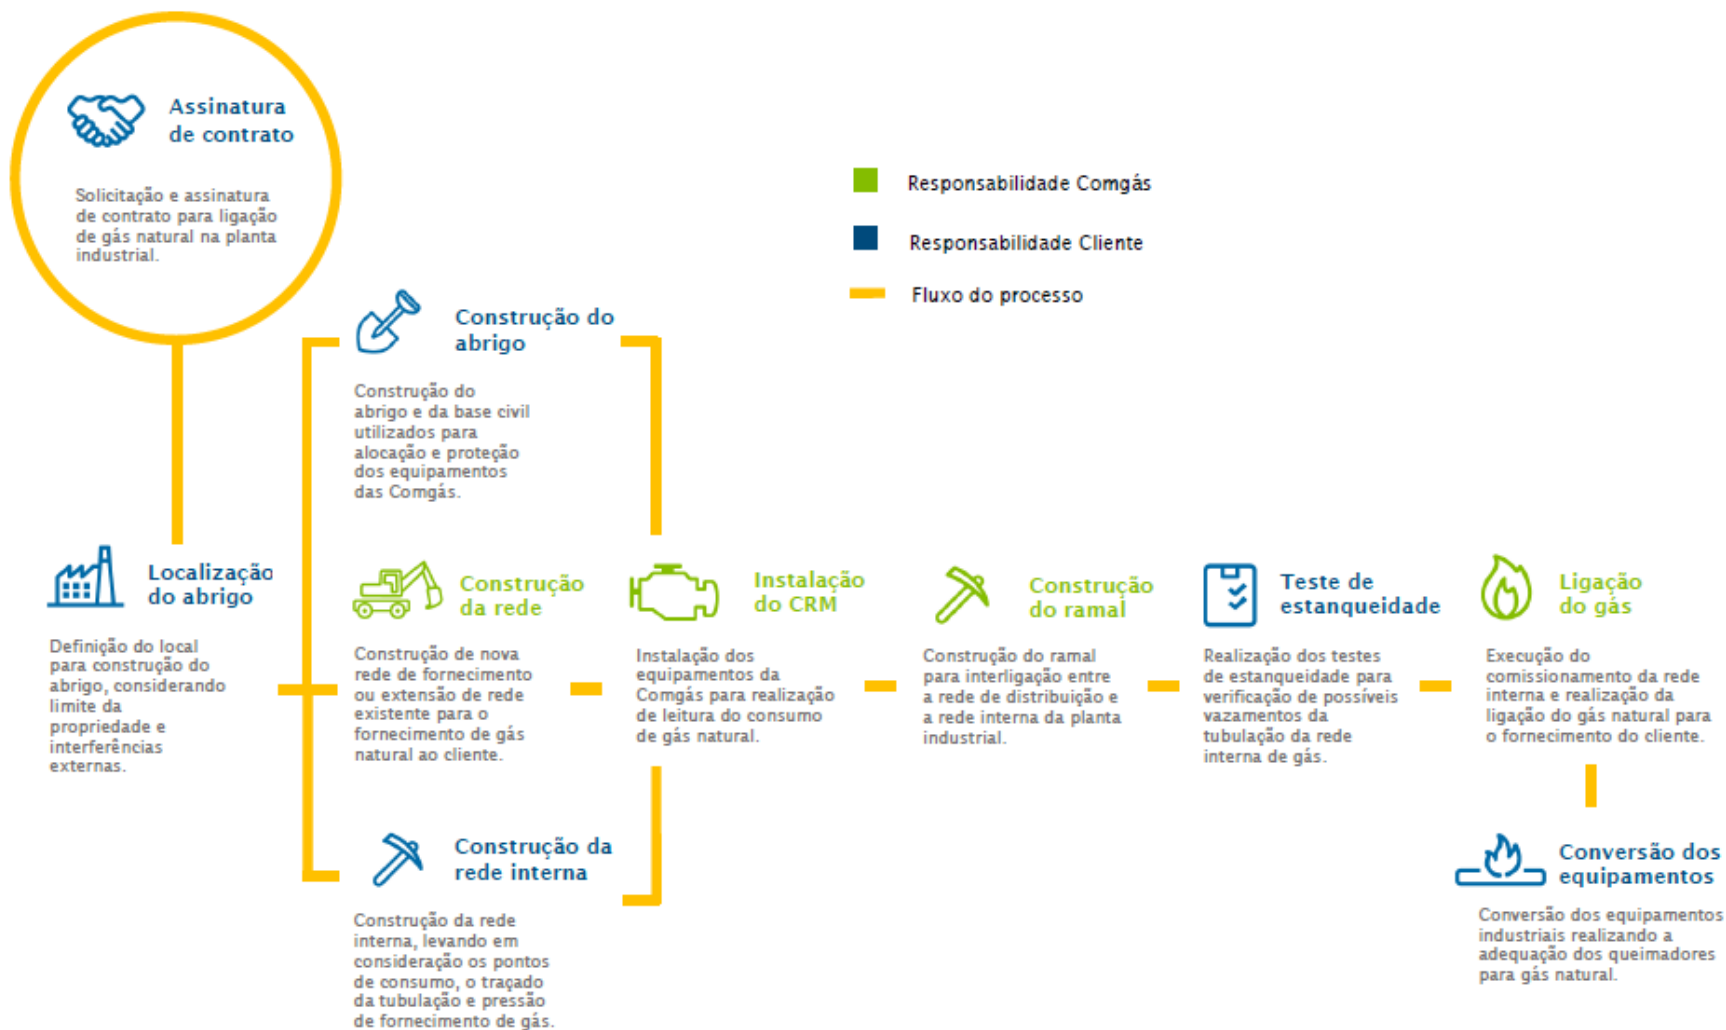 Assinatura
de contrato
Solicitação e assinatura
de contrato para ligação
de gás natural na planta
industrial.
Responsabilidade Comgás
Responsabilidade Cliente
Fluxo do processo
Construção do
abrigo
Construção do
abrigo e da base civil
utilizados para
alocação e proteção
dos equipamentos
das Comgás.
Localização
do abrigo
Definição do local
para construção do
abrigo, considerando
limite da
propriedade e
interferências
externas.
Construção
da rede
Construção de nova
rede de fornecimento
ou extensão de rede
existente para o
fornecimento de gás
natural ao cliente.
Instalação
do CRM
Instalação dos
equipamentos da
Comgás para realização
de leitura do consumo
de gás natural.
Construção
do ramal
Construção do ramal
para interligação entre
a rede de distribuição e
a rede interna da planta
industrial.
Teste de
estanqueidade
Realização dos testes
de estanqueidade para
verificação de possíveis
vazamentos da
tubulação da rede
interna de gás.
Ligação
do gás
Execução do
comissionamento da rede
interna e realização da
ligação do gás natural para
o fornecimento do cliente.
Construção da
rede interna
Construção da rede
interna, levando em
consideração os pontos
de consumo, o traçado
da tubulação e pressão
de fornecimento de gás.
Conversão dos
equipamentos
Conversão dos equipamentos
industriais realizando a
adequação dos queimadores
para gás natural.